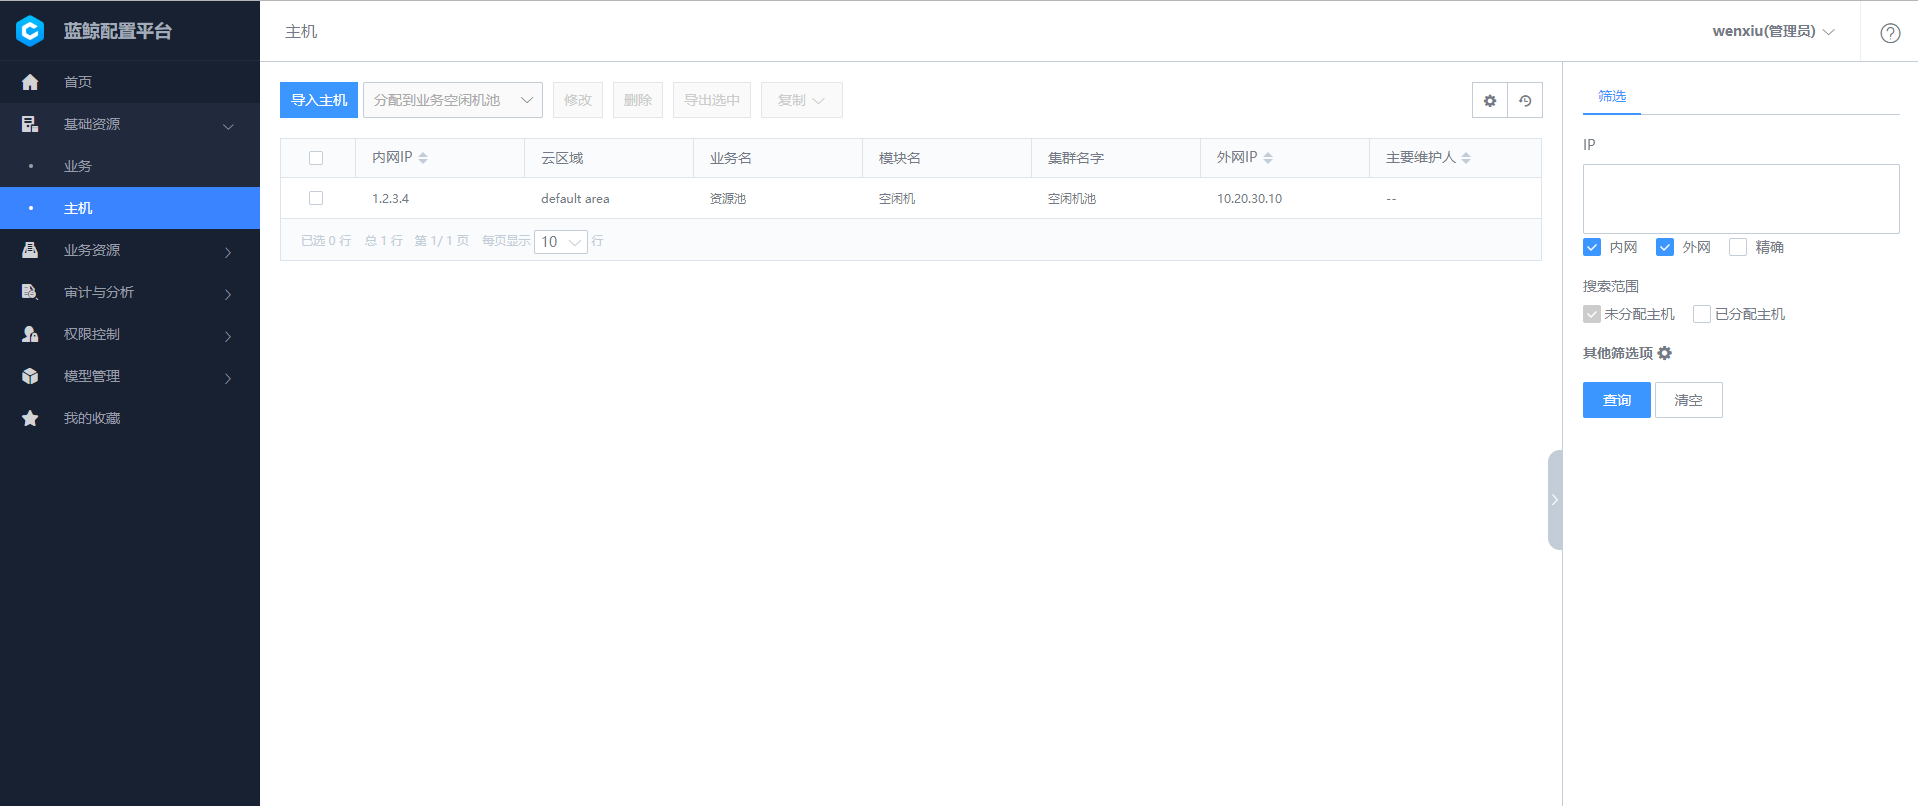 蓝鲸配置平台
首页
基础资源
业务
主机
业务资源
审计与分析
权限控制
模型管理
我的收藏
主机
wenxiu(管理员)
导入主机 分配到业务空闲机池 修改 删除 导出选中 复制
内网IP 云区域 业务名 模块名 集群名字 外网IP 主要维护人
1.2.3.4 default area 资源池 空闲机 空闲机池 10.20.30.10 --
已选 0 行 总 1 行 第 1/ 1 页 每页显示 10 行
筛选
IP
内网 外网 精确
搜索范围
未分配主机 已分配主机
其他筛选项
查询 清空